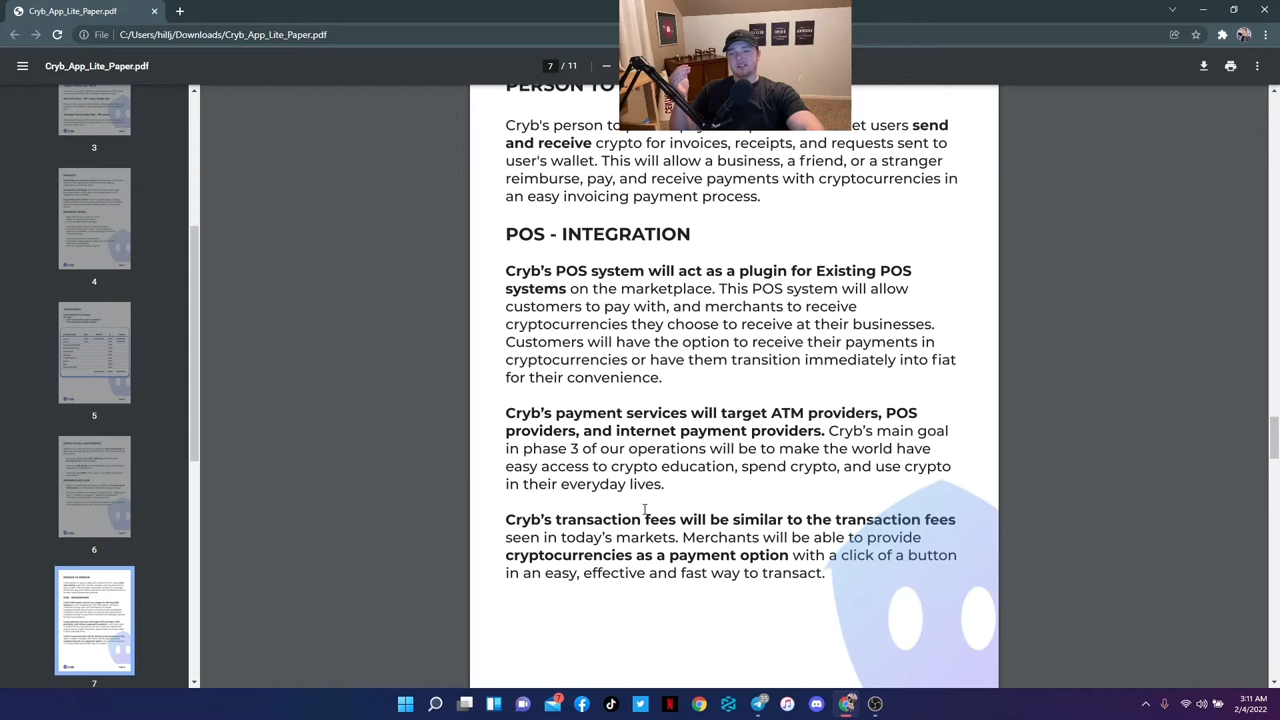 Cryb_App_Lite_Paper.pdf
C:/Users/hillj/Downloads/Cryb_App_
_App_Lite_Paper.pdf
7 / 11
3
4
5
6
7
PERSON TO
Cryb's person to et users send
and receive crypto for invoices, receipts, and requests sent to
user's wallet. This will allow a business, a friend, or a stranger
reimburse, pay, and receive payments with cryptocurrencies in
an easy invoicing payment process.
POS - INTEGRATION
Cryb's POS system will act as a plugin for Existing POS
systems on the marketplace. This POS system will allow
customers to pay with, and merchants to receive
cryptocurrencies they choose to receive at their businesses.
Customers will have the option to receive their payments in
cryptocurrencies or have them transition immediately into fiat
for their convenience.
Cryb's payment services will target ATM providers, POS
providers, and internet payment providers. Cryb's main goal
in phase 3 of our operations will be to make the world have
easy access to crypto education, spend crypto, and use crypto
in their everyday lives.
Cryb's transaction fees will be similar to the transaction fees
seen in today's markets. Merchants will be able to provide
cryptocurrencies as a payment option with a click of a button
in an easy, effective and fast way to transact.
3:11 AM
2/4/2022